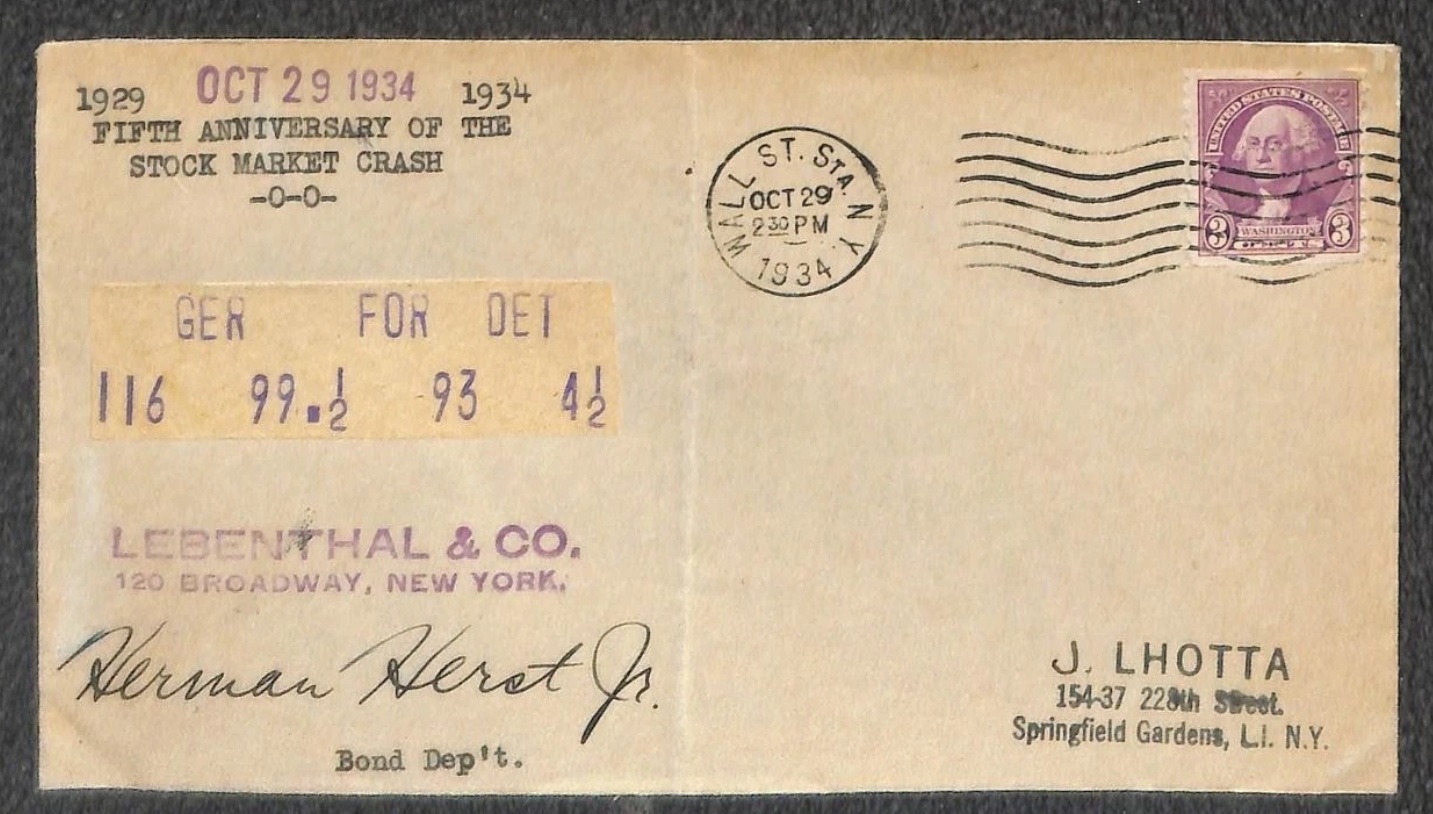 1929 OCT 29 1934 1934
FIFTH ANNIVERSARY OF THE
STOCK MARKET CRASH
-0-0-
WALL ST. STA. N.Y.
OCT 29
2 30 PM
1934
UNITED STATES POSTAGE
3 WASHINGTON 3
GER FOR DET
116 99.½ 93 4½
LEBENTHAL & CO.
120 BROADWAY, NEW YORK.
Herman Herst Jr.
Bond Dep't.
J. LHOTTA
154-37 228th Street.
Springfield Gardens, L.I. N.Y.